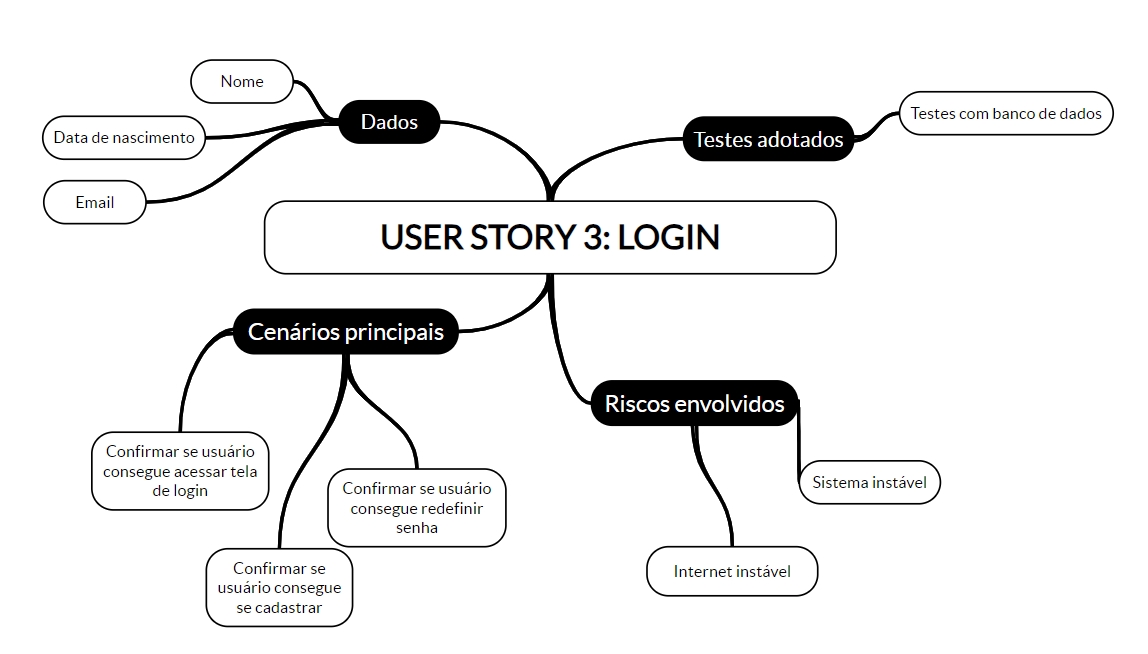 Nome
Dados
Data de nascimento
Email
Testes com banco de dados
Testes adotados
USER STORY 3: LOGIN
Cenários principais
Confirmar se usuário
consegue acessar tela
de login
Confirmar se usuário
consegue redefinir
senha
Confirmar se
usuário consegue
se cadastrar
Riscos envolvidos
Sistema instável
Internet instável